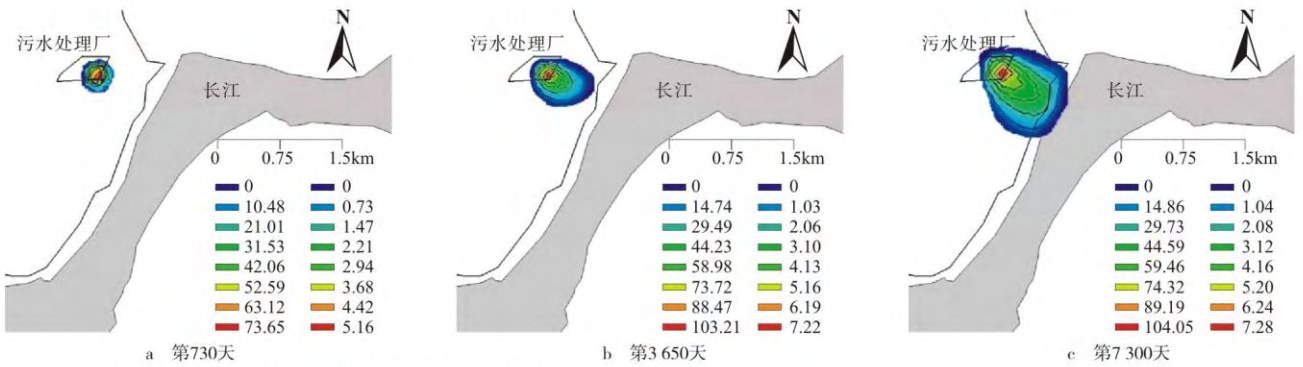 N
污水处理厂
长江
0 0.75 1.5km
0 0
10.48 0.73
21.01 1.47
31.53 2.21
42.06 2.94
52.59 3.68
63.12 4.42
73.65 5.16
a 第730天
N
污水处理厂
长江
0 0.75 1.5km
0 0
14.74 1.03
29.49 2.06
44.23 3.10
58.98 4.13
73.72 5.16
88.47 6.19
103.21 7.22
b 第3 650天
N
污水处理厂
长江
0 0.75 1.5km
0 0
14.86 1.04
29.73 2.08
44.59 3.12
59.46 4.16
74.32 5.20
89.19 6.24
104.05 7.28
c 第7 300天